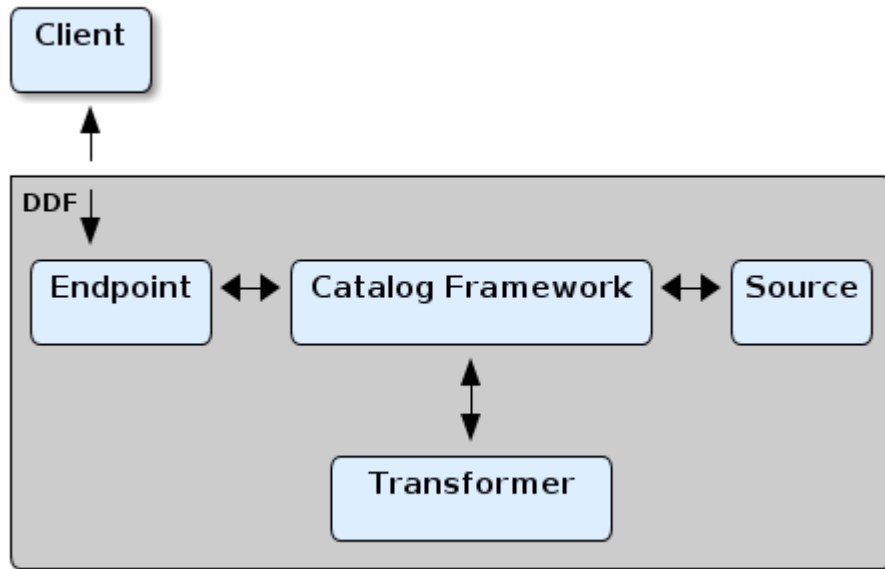 Client
DDF
Endpoint
Catalog Framework
Source
Transformer